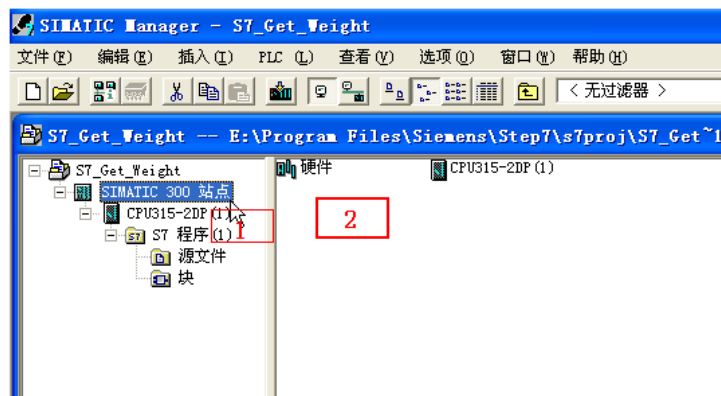 SIMATIC Manager - S7_Get_Weight
文件(F) 编辑(E) 插入(I) PLC (L) 查看(V) 选项(O) 窗口(W) 帮助(H)
< 无过滤器 >
S7_Get_Weight -- E:\Program Files\Siemens\Step7\s7proj\S7_Get~1
S7_Get_Weight
SIMATIC 300 站点
CPU315-2DP(1)
S7 程序(1)
源文件
块
1
硬件
CPU315-2DP(1)
2